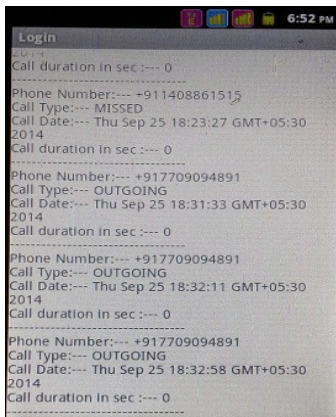 6:52 PM
Login
2014
Call duration in sec :--- 0
-------------------------------
Phone Number:--- +911408861515
Call Type:--- MISSED
Call Date:--- Thu Sep 25 18:23:27 GMT+05:30
2014
Call duration in sec :--- 0
-------------------------------
Phone Number:--- +917709094891
Call Type:--- OUTGOING
Call Date:--- Thu Sep 25 18:31:33 GMT+05:30
2014
Call duration in sec :--- 0
-------------------------------
Phone Number:--- +917709094891
Call Type:--- OUTGOING
Call Date:--- Thu Sep 25 18:32:11 GMT+05:30
2014
Call duration in sec :--- 0
-------------------------------
Phone Number:--- +917709094891
Call Type:--- OUTGOING
Call Date:--- Thu Sep 25 18:32:58 GMT+05:30
2014
Call duration in sec :--- 0
-------------------------------